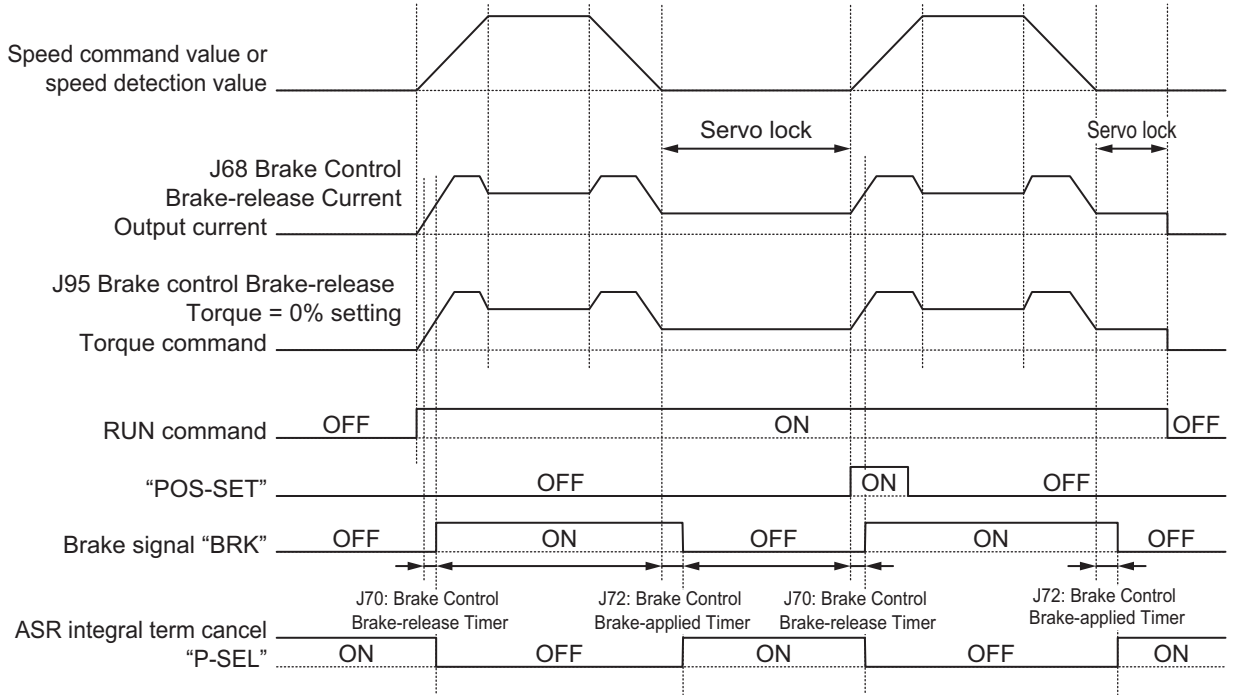 Speed command value or
speed detection value
Servo lock
Servo lock
J68 Brake Control
Brake-release Current
Output current
J95 Brake control Brake-release
Torque = 0% setting
Torque command
RUN command
OFF
ON
OFF
“POS-SET”
OFF
ON
OFF
Brake signal “BRK”
OFF
ON
OFF
ON
OFF
J70: Brake Control
Brake-release Timer
J72: Brake Control
Brake-applied Timer
J70: Brake Control
Brake-release Timer
J72: Brake Control
Brake-applied Timer
ASR integral term cancel
“P-SEL”
ON
OFF
ON
OFF
ON